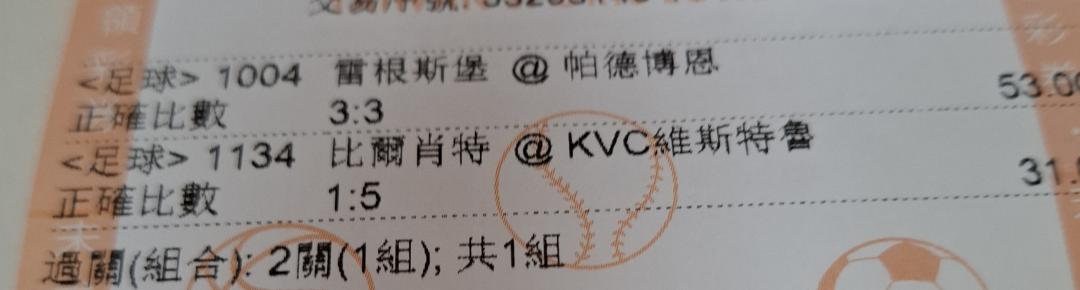 <足球> 1004 雷根斯堡 @ 帕德博恩
正確比數 3:3 53.00
<足球> 1134 比爾肖特 @ KVC維斯特魯
正確比數 1:5 31.
過關(組合): 2關(1組); 共1組